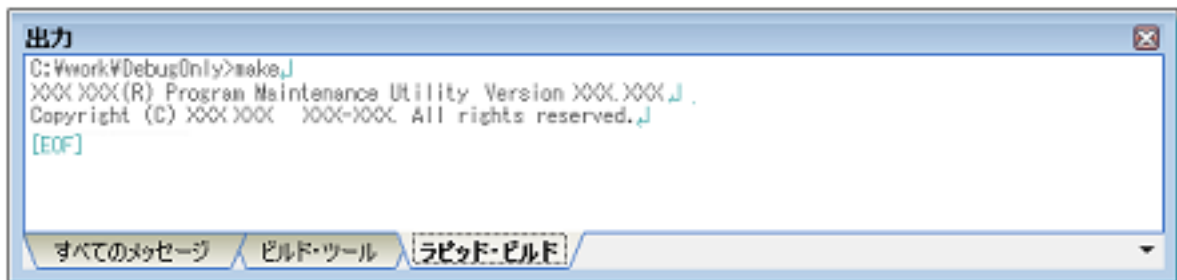 出力
C:¥work¥DebugOnly>make↲
XXX XXX(R) Program Maintenance Utility  Version XXX.XXX↲
Copyright (C) XXX XXX  XXX-XXX. All rights reserved.↲
[EOF]
すべてのメッセージ ビルド・ツール ラピッド・ビルド